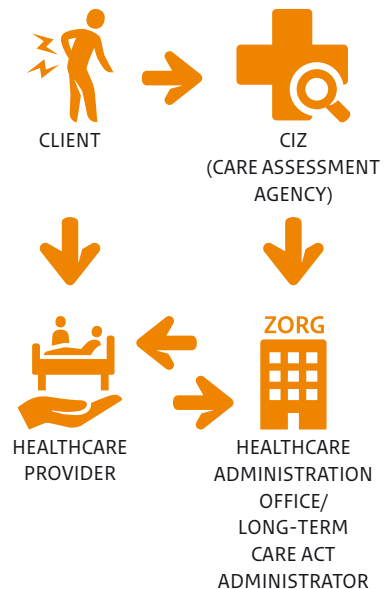 CLIENT
CIZ
(CARE ASSESSMENT
AGENCY)
ZORG
HEALTHCARE
PROVIDER
HEALTHCARE
ADMINISTRATION
OFFICE/
LONG-TERM
CARE ACT
ADMINISTRATOR